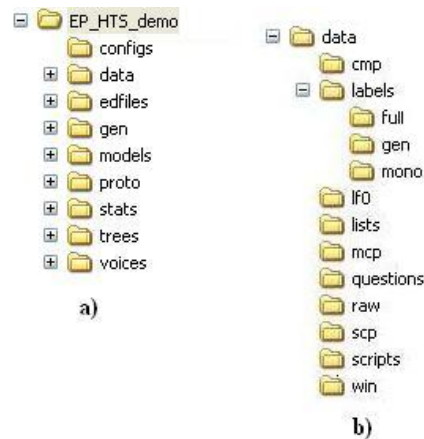 EP_HTS_demo
configs
data
edfiles
gen
models
proto
stats
trees
voices
a)
data
cmp
labels
full
gen
mono
lf0
lists
mcp
questions
raw
scp
scripts
win
b)